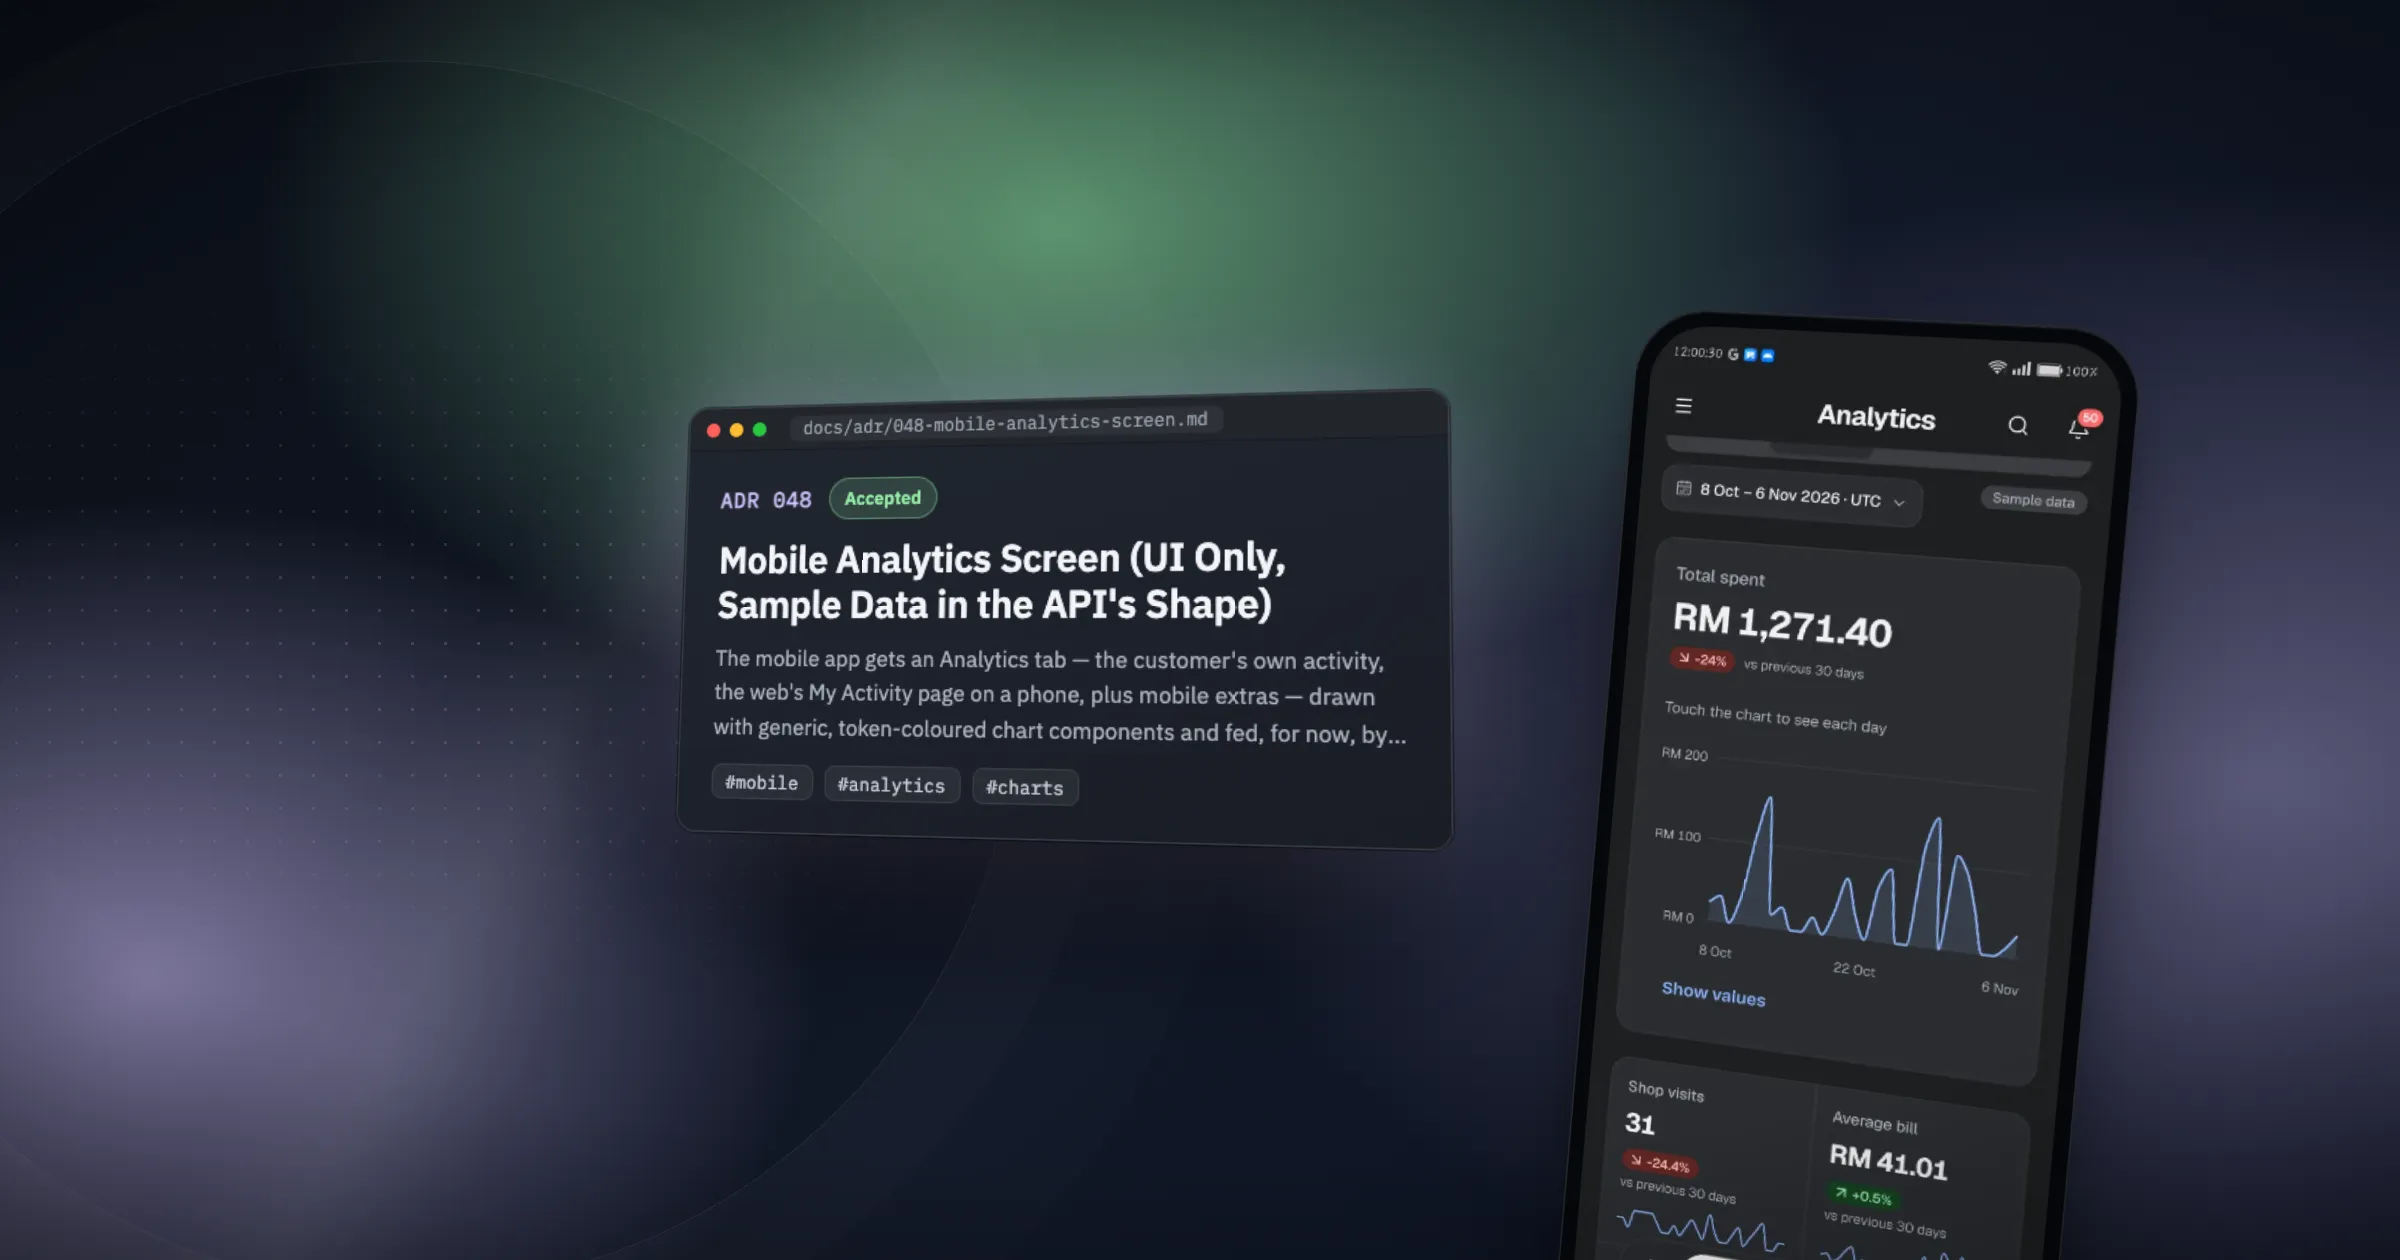 docs/adr/048-mobile-analytics-screen.md
ADR 048 Accepted
Mobile Analytics Screen (UI Only,
Sample Data in the API's Shape)
The mobile app gets an Analytics tab — the customer's own activity,
the web's My Activity page on a phone, plus mobile extras — drawn
with generic, token-coloured chart components and fed, for now, by...
#mobile #analytics #charts
12:00:30 G 100%
Analytics
50
8 Oct – 6 Nov 2026 · UTC
Sample data
Total spent
RM 1,271.40
-24% vs previous 30 days
Touch the chart to see each day
RM 200
RM 100
RM 0
8 Oct 22 Oct 6 Nov
Show values
Shop visits
31
-24.4%
vs previous 30 days
Average bill
RM 41.01
+0.5%
vs previous 30 days